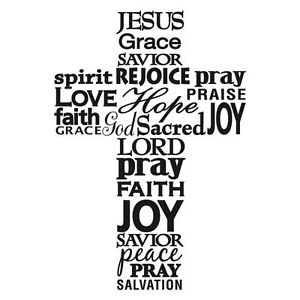 JESUS
Grace
SAVIOR
spirit REJOICE pray
LOVE Hope PRAISE
faith God Sacred JOY
GRACE
LORD
pray
FAITH
JOY
SAVIOR
peace
PRAY
SALVATION